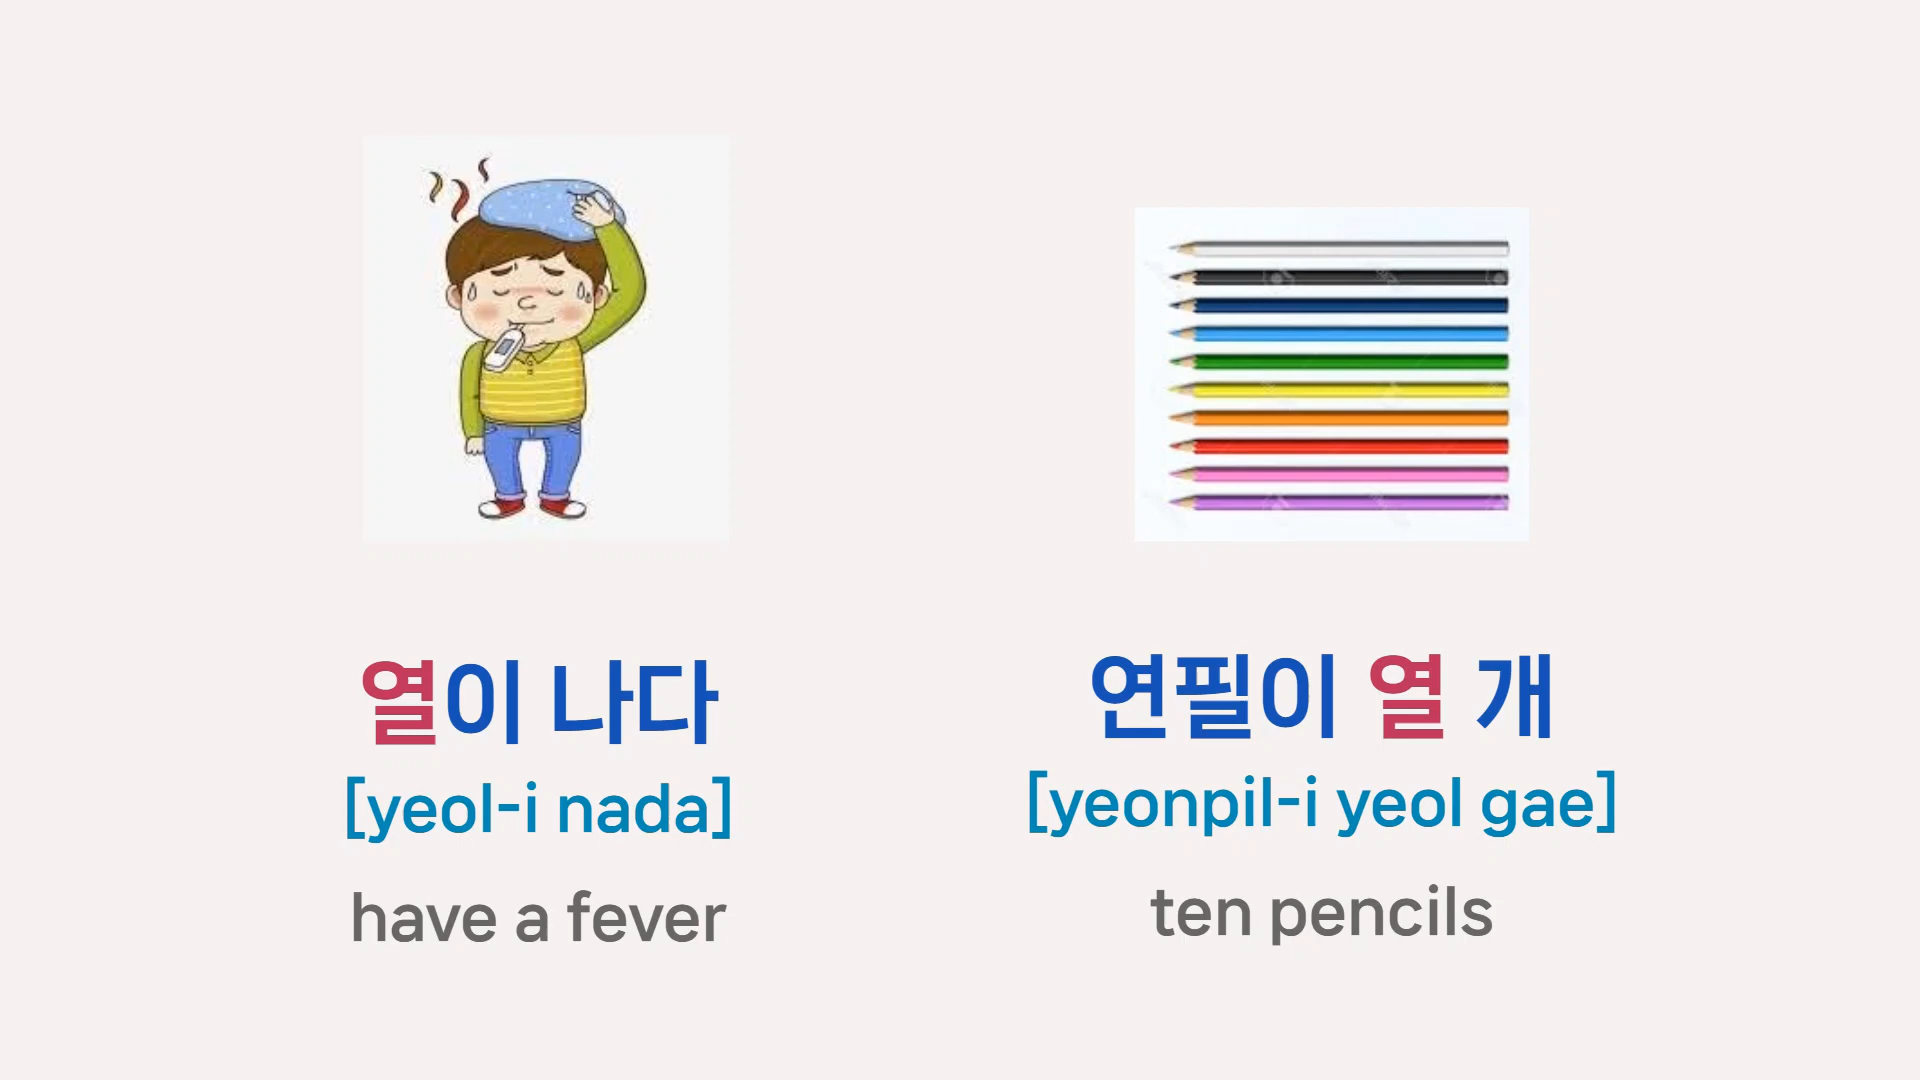 열이 나다
[yeol-i nada]
have a fever
연필이 열 개
[yeonpil-i yeol gae]
ten pencils